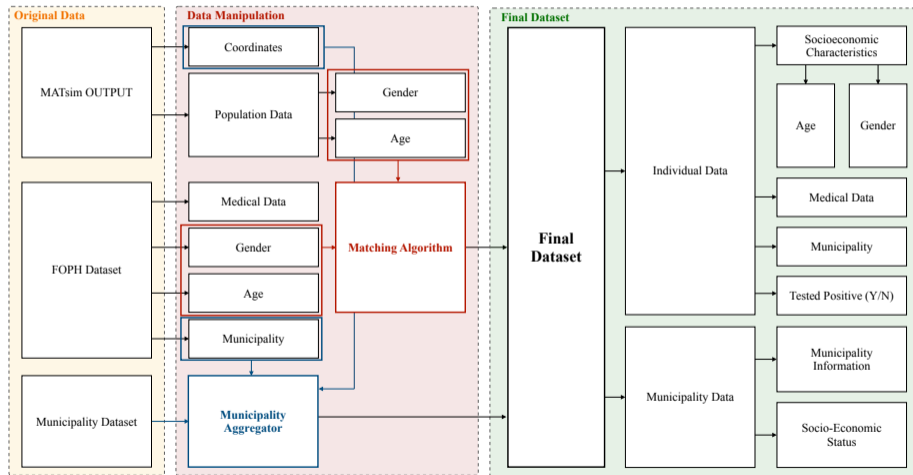 Original Data
Data Manipulation
Final Dataset
MATsim OUTPUT
Coordinates
Population Data
Gender
Age
FOPH Dataset
Medical Data
Gender
Age
Municipality
Matching Algorithm
Municipality Dataset
Municipality
Aggregator
Final
Dataset
Individual Data
Socioeconomic
Characteristics
Age
Gender
Medical Data
Municipality
Tested Positive (Y/N)
Municipality Data
Municipality
Information
Socio-Economic
Status